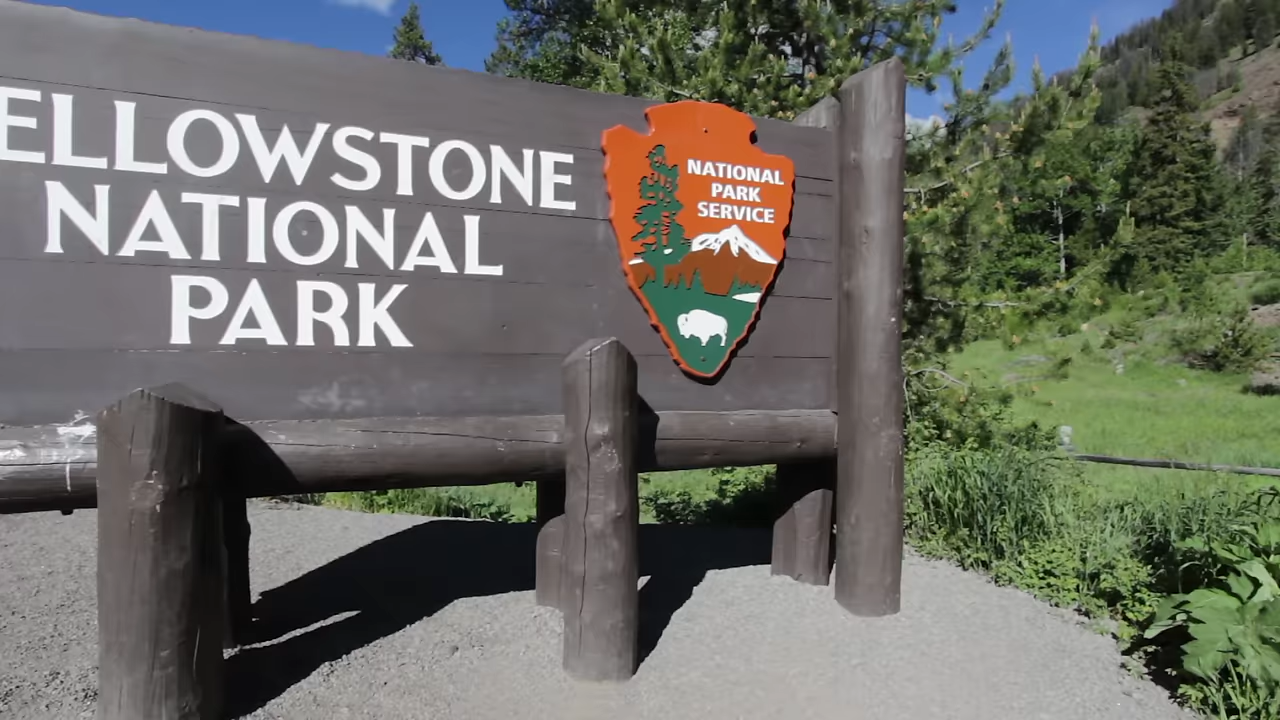 ELLOWSTONE
NATIONAL
PARK
NATIONAL
PARK
SERVICE